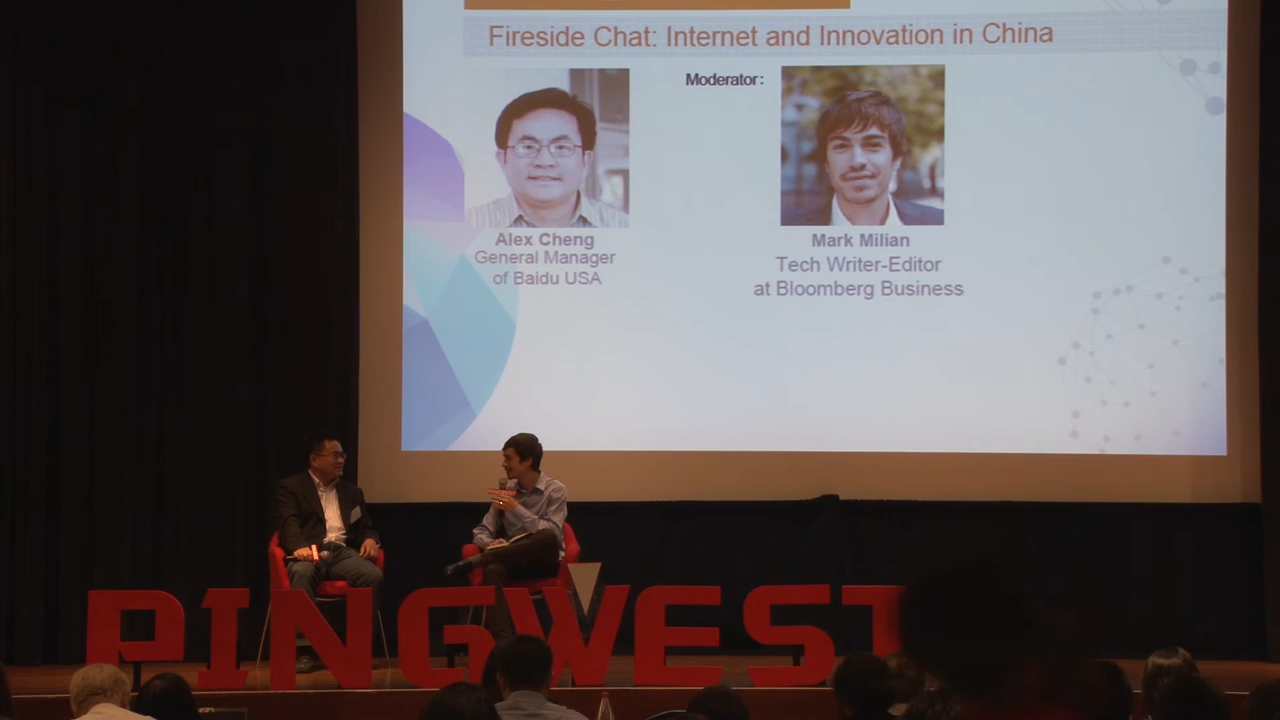 Fireside Chat: Internet and Innovation in China
Moderator:
Alex Cheng
General Manager
of Baidu USA
Mark Milian
Tech Writer-Editor
at Bloomberg Business
PINGWEST